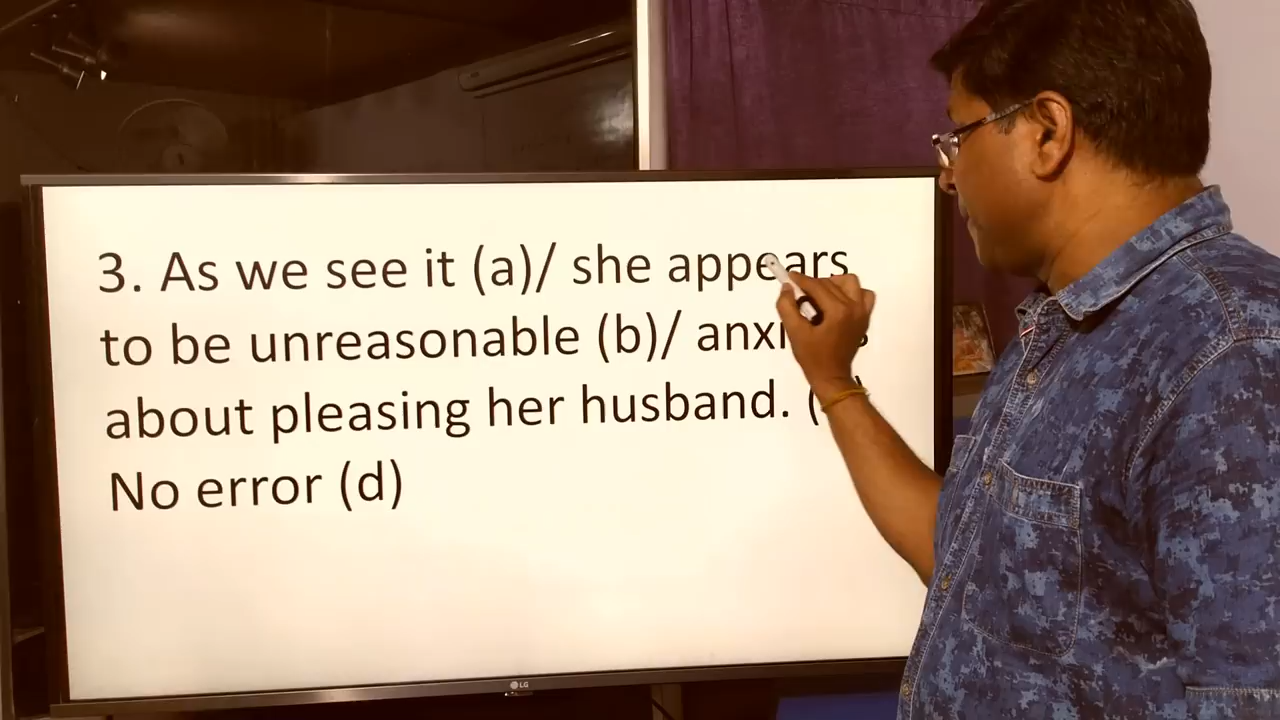 3. As we see it (a)/ she appears
to be unreasonable (b)/
about pleasing her husband. (
No error (d)
LG